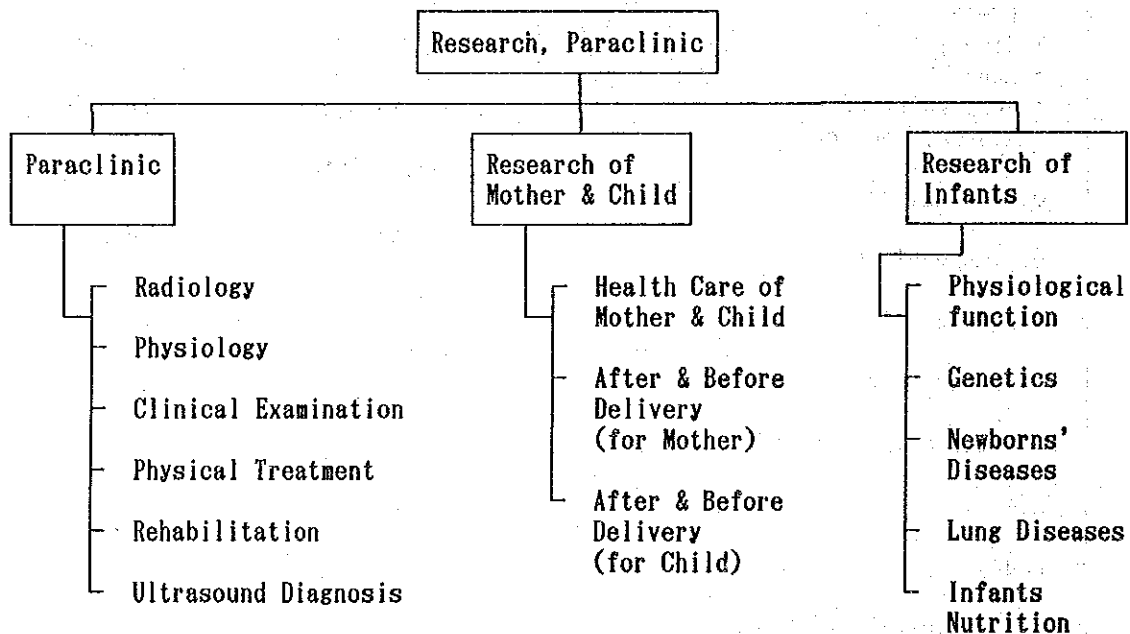 Research, Paraclinic
Paraclinic
Radiology
Physiology
Clinical Examination
Physical Treatment
Rehabilitation
Ultrasound Diagnosis
Research of
Mother & Child
Health Care of
Mother & Child
After & Before
Delivery
(for Mother)
After & Before
Delivery
(for Child)
Research of
Infants
Physiological
function
Genetics
Newborns'
Diseases
Lung Diseases
Infants
Nutrition